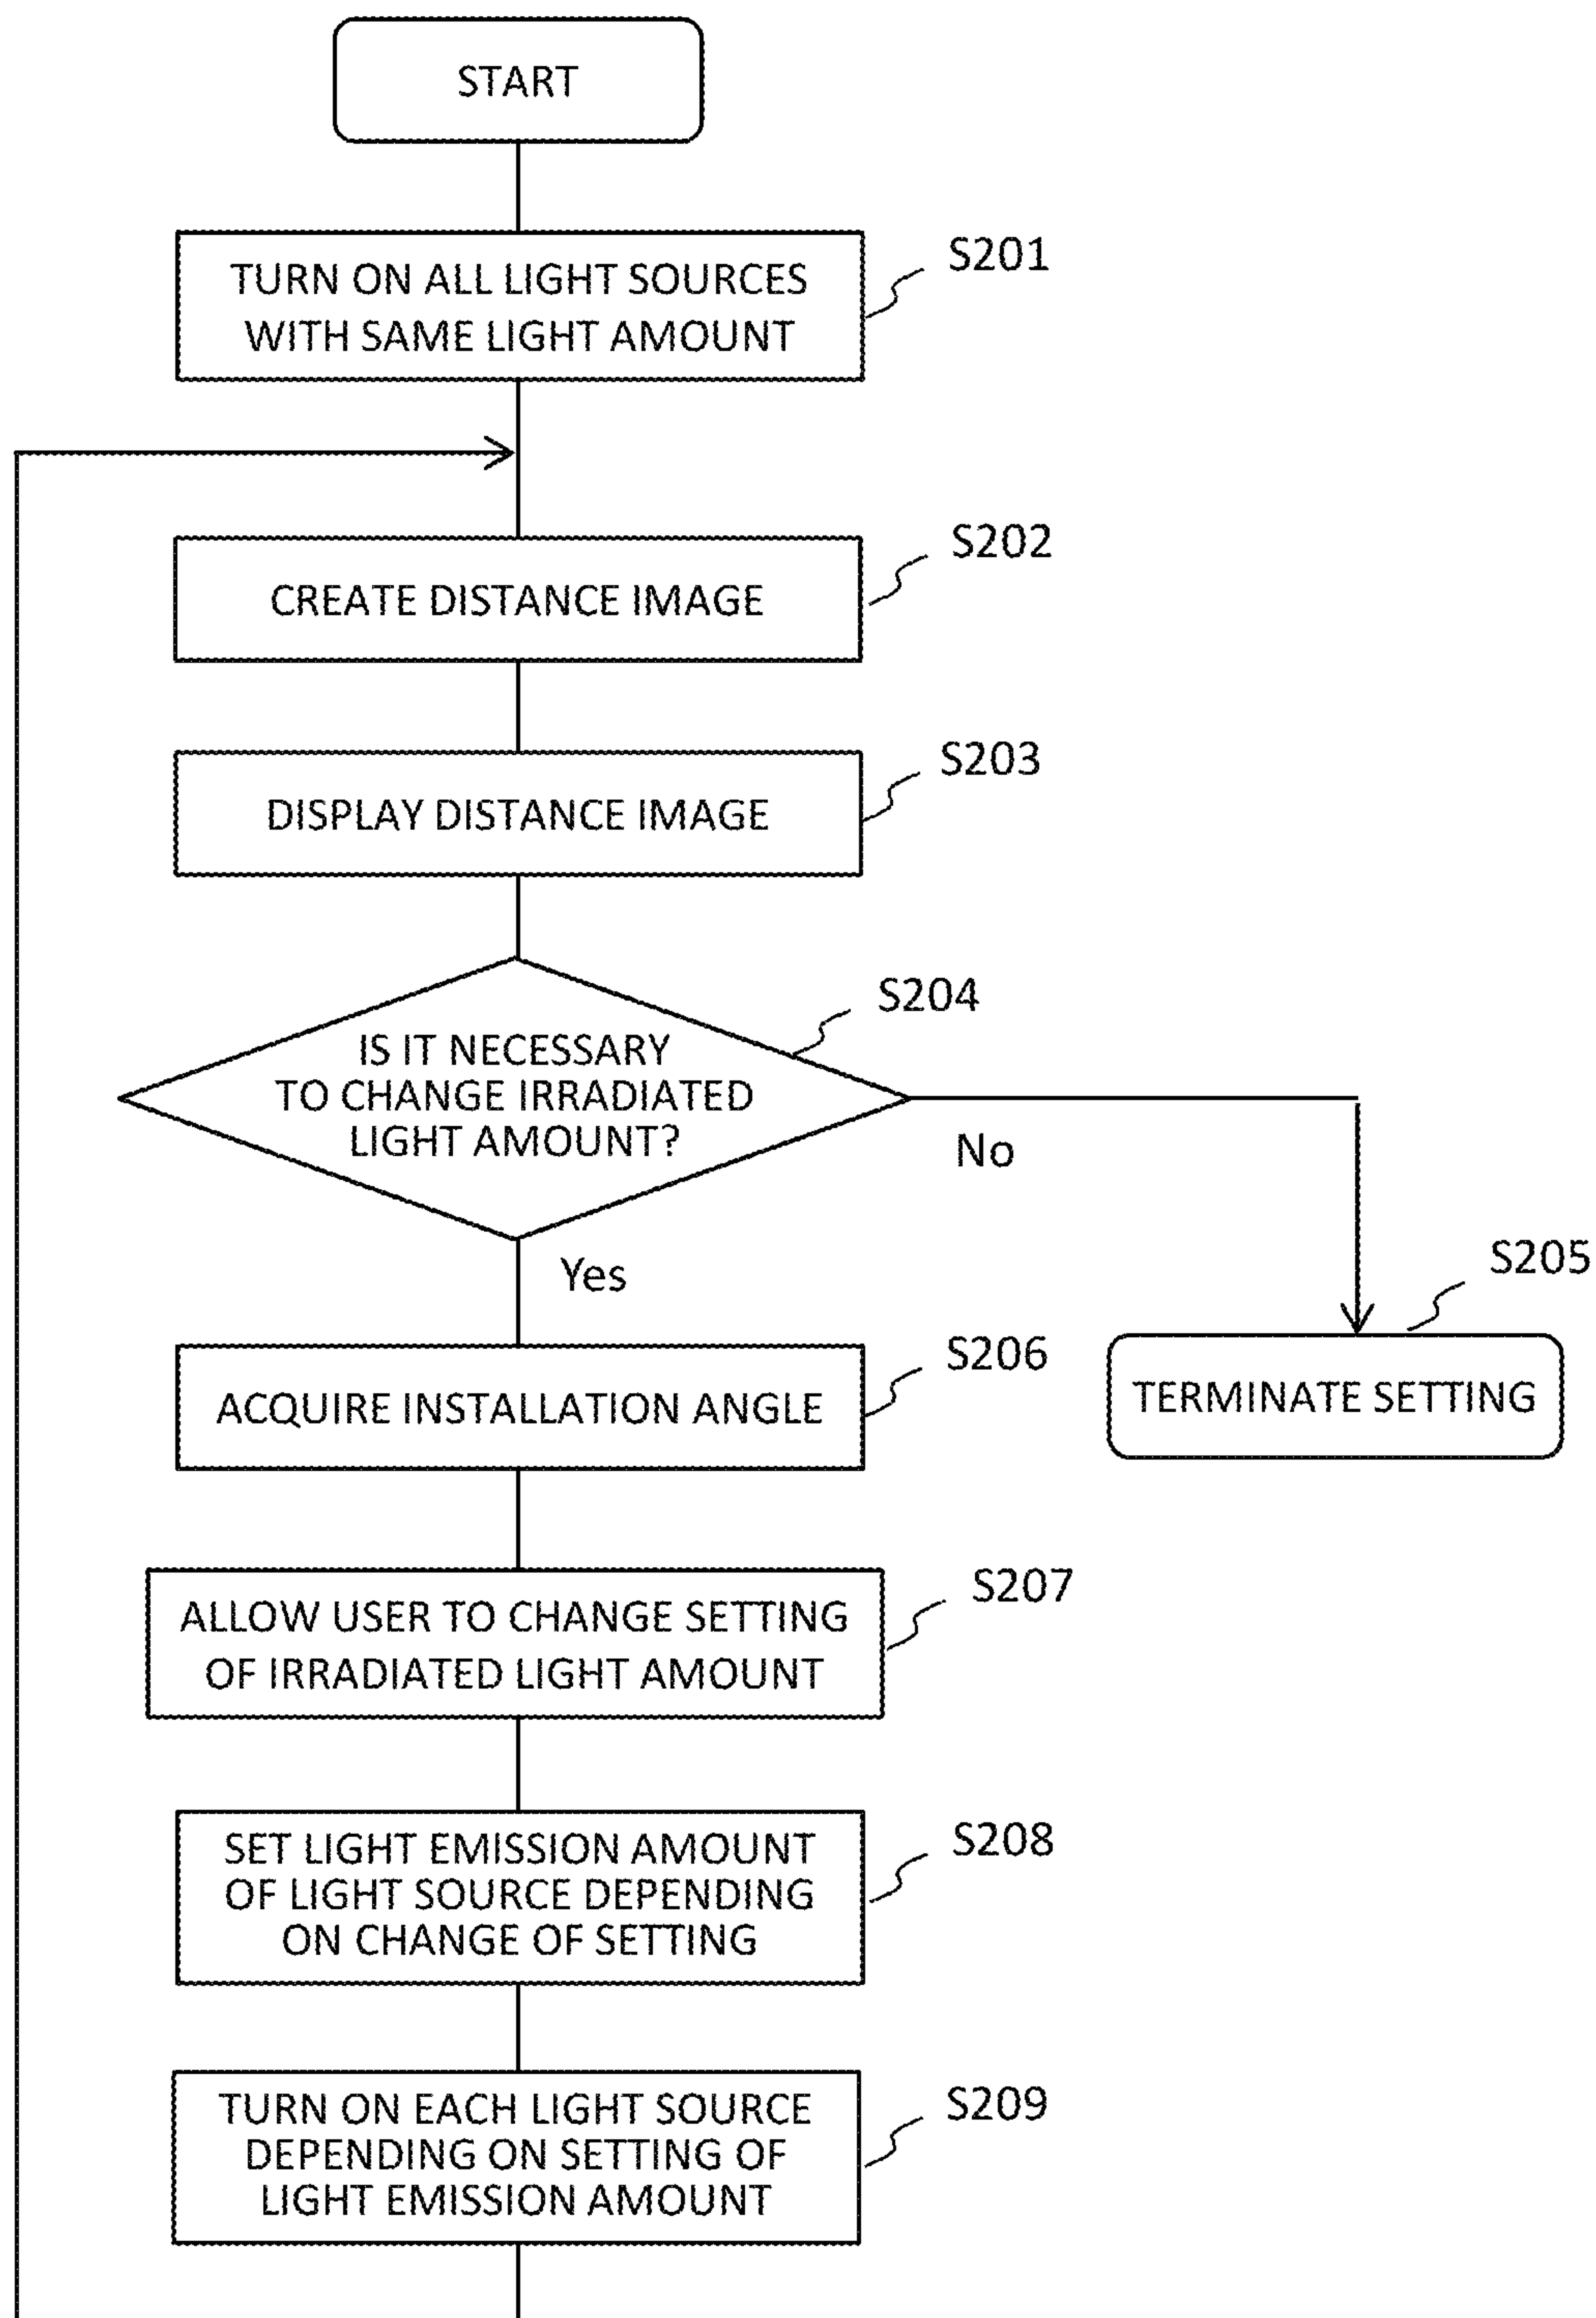 START
S201
TURN ON ALL LIGHT SOURCES
WITH SAME LIGHT AMOUNT
S202
CREATE DISTANCE IMAGE
S203
DISPLAY DISTANCE IMAGE
S204
IS IT NECESSARY
TO CHANGE IRRADIATED
LIGHT AMOUNT?
No
Yes
S205
TERMINATE SETTING
S206
ACQUIRE INSTALLATION ANGLE
S207
ALLOW USER TO CHANGE SETTING
OF IRRADIATED LIGHT AMOUNT
S208
SET LIGHT EMISSION AMOUNT
OF LIGHT SOURCE DEPENDING
ON CHANGE OF SETTING
S209
TURN ON EACH LIGHT SOURCE
DEPENDING ON SETTING OF
LIGHT EMISSION AMOUNT